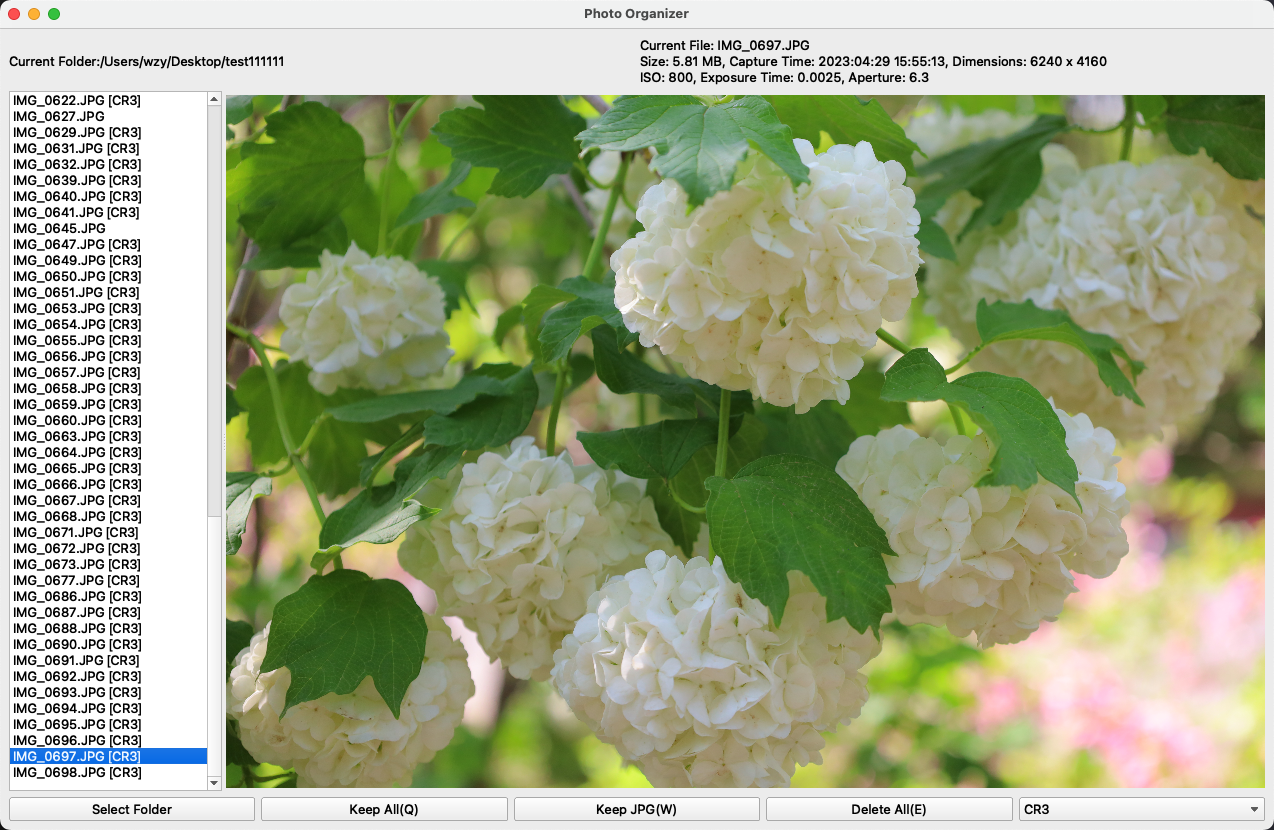 Photo Organizer
Current Folder:/Users/wzy/Desktop/test111111
Current File: IMG_0697.JPG
Size: 5.81 MB, Capture Time: 2023:04:29 15:55:13, Dimensions: 6240 x 4160
ISO: 800, Exposure Time: 0.0025, Aperture: 6.3
IMG_0622.JPG [CR3]
IMG_0627.JPG
IMG_0629.JPG [CR3]
IMG_0631.JPG [CR3]
IMG_0632.JPG [CR3]
IMG_0639.JPG [CR3]
IMG_0640.JPG [CR3]
IMG_0641.JPG [CR3]
IMG_0645.JPG
IMG_0647.JPG [CR3]
IMG_0649.JPG [CR3]
IMG_0650.JPG [CR3]
IMG_0651.JPG [CR3]
IMG_0653.JPG [CR3]
IMG_0654.JPG [CR3]
IMG_0655.JPG [CR3]
IMG_0656.JPG [CR3]
IMG_0657.JPG [CR3]
IMG_0658.JPG [CR3]
IMG_0659.JPG [CR3]
IMG_0660.JPG [CR3]
IMG_0663.JPG [CR3]
IMG_0664.JPG [CR3]
IMG_0665.JPG [CR3]
IMG_0666.JPG [CR3]
IMG_0667.JPG [CR3]
IMG_0668.JPG [CR3]
IMG_0671.JPG [CR3]
IMG_0672.JPG [CR3]
IMG_0673.JPG [CR3]
IMG_0677.JPG [CR3]
IMG_0686.JPG [CR3]
IMG_0687.JPG [CR3]
IMG_0688.JPG [CR3]
IMG_0690.JPG [CR3]
IMG_0691.JPG [CR3]
IMG_0692.JPG [CR3]
IMG_0693.JPG [CR3]
IMG_0694.JPG [CR3]
IMG_0695.JPG [CR3]
IMG_0696.JPG [CR3]
IMG_0697.JPG [CR3]
IMG_0698.JPG [CR3]
Select Folder
Keep All(Q)
Keep JPG(W)
Delete All(E)
CR3